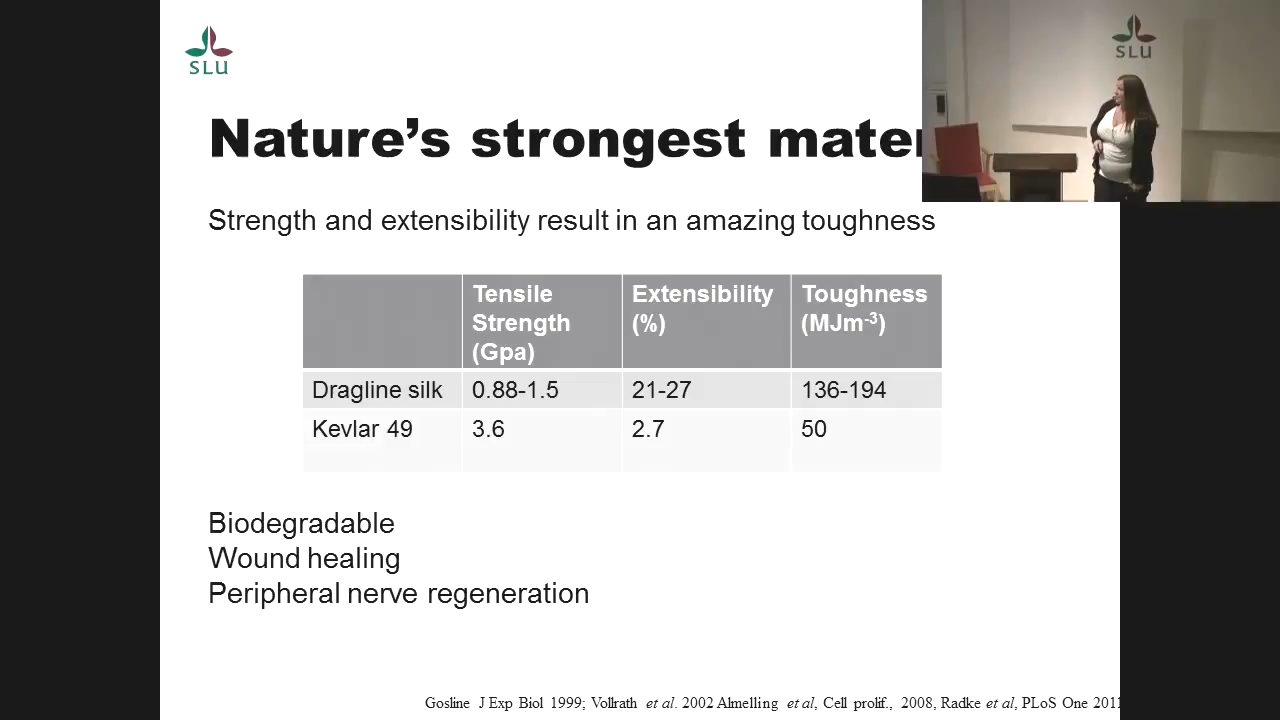 SLU
SLU
Nature's strongest mater
Strength and extensibility result in an amazing toughness
Tensile Strength (Gpa)
Extensibility (%)
Toughness (MJm-3)
Dragline silk 0.88-1.5 21-27 136-194
Kevlar 49 3.6 2.7 50
Biodegradable
Wound healing
Peripheral nerve regeneration
Gosline J Exp Biol 1999; Vollrath et al. 2002 Almelling et al, Cell prolif., 2008, Radke et al, PLoS One 2011